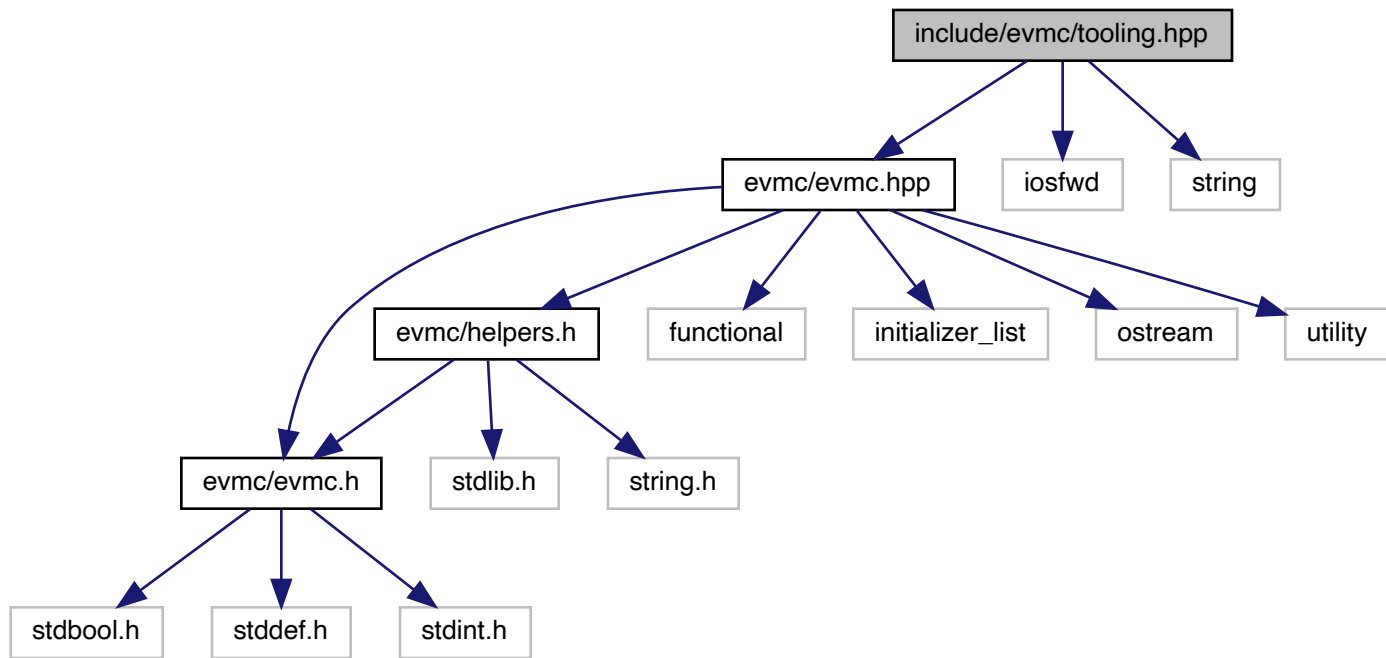 include/evmc/tooling.hpp
evmc/evmc.hpp
iosfwd
string
evmc/helpers.h
functional
initializer_list
ostream
utility
evmc/evmc.h
stdlib.h
string.h
stdbool.h
stddef.h
stdint.h